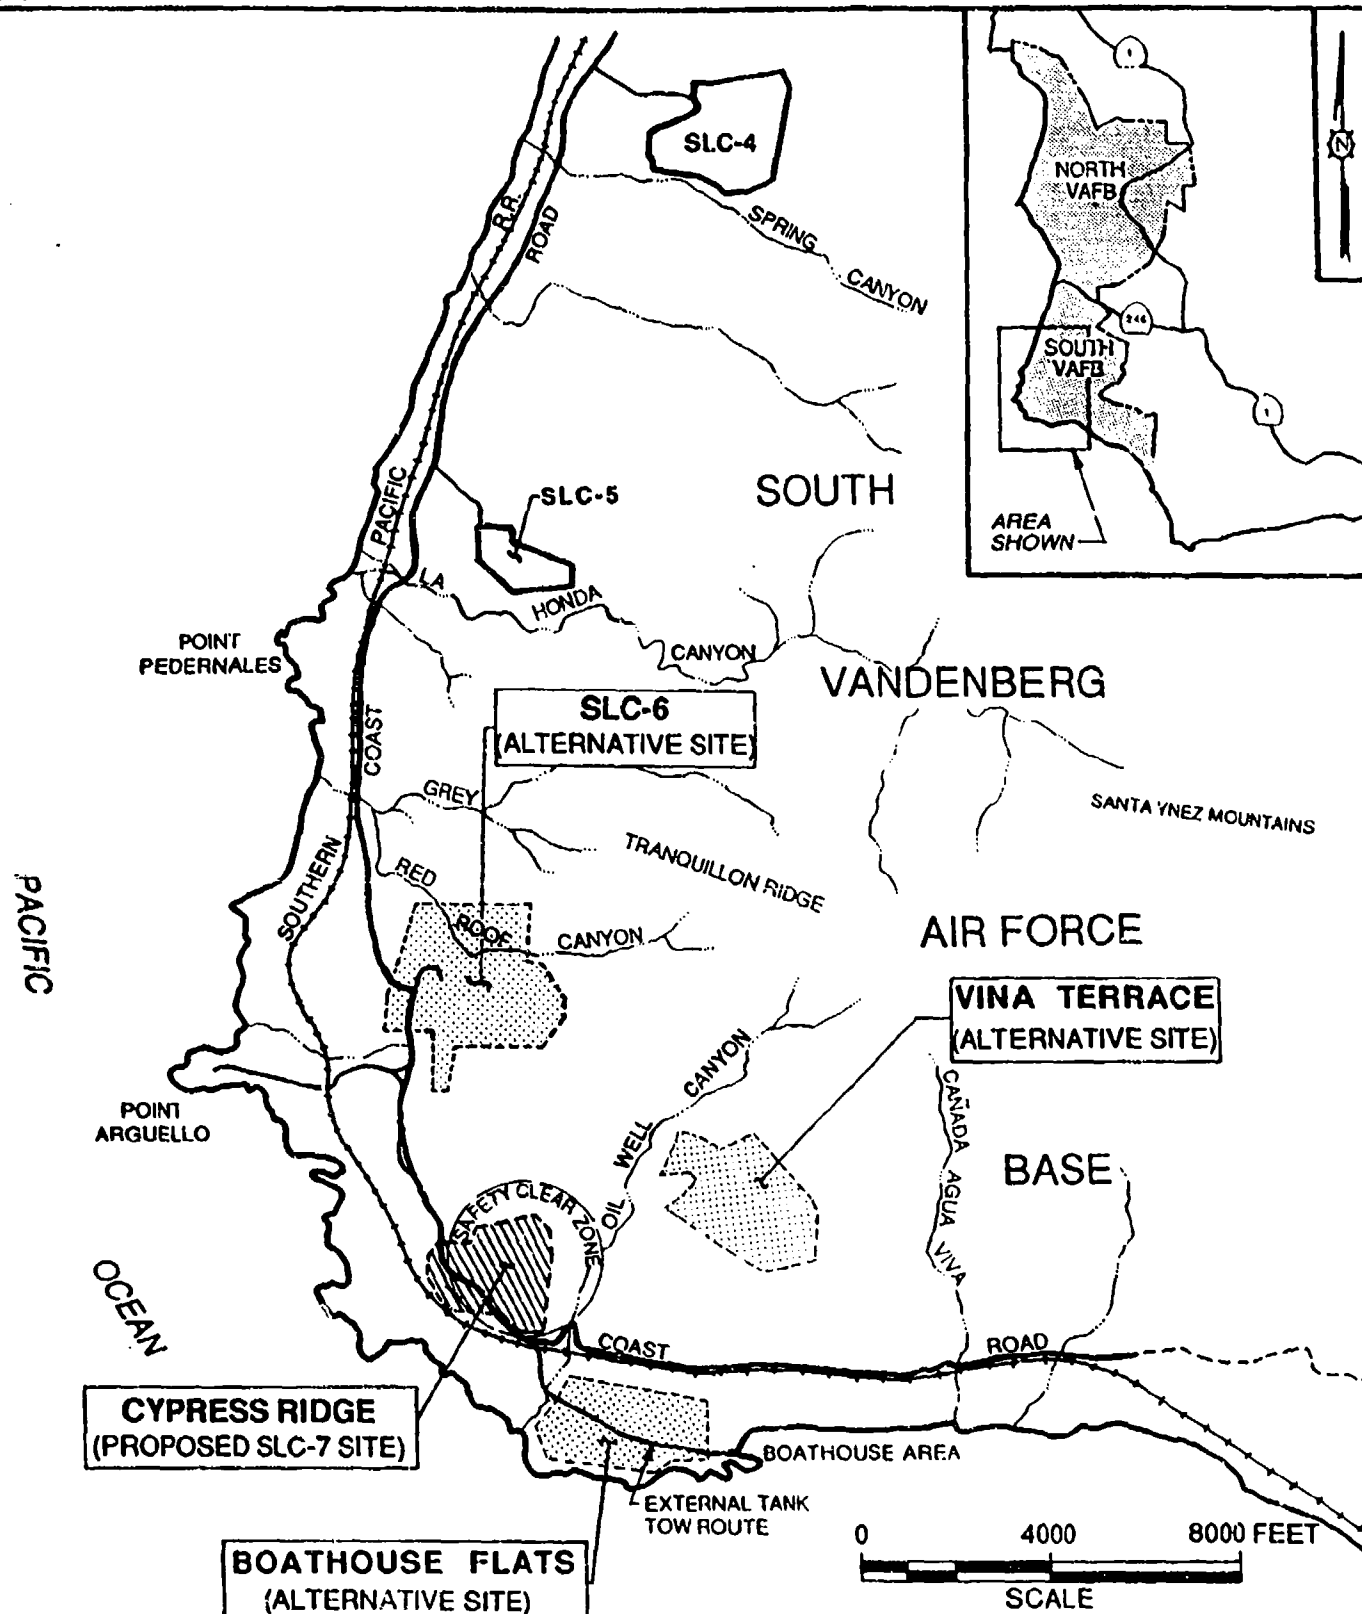 SLC-4
SPRING
CANYON
R.R.
ROAD
NORTH
VAFB
1
N
246
SOUTH
VAFB
1
AREA
SHOWN
SOUTH
PACIFIC
SLC-5
LA
HONDA
CANYON
POINT
PEDERNALES
VANDENBERG
SLC-6
(ALTERNATIVE SITE)
COAST
GREY
SANTA YNEZ MOUNTAINS
TRANQUILLON RIDGE
SOUTHERN
RED
ROOF
CANYON
PACIFIC
AIR FORCE
VINA TERRACE
(ALTERNATIVE SITE)
CANYON
WELL
OIL
CAÑADA AGUA VIVA
POINT
ARGUELLO
BASE
SAFETY CLEAR ZONE
OCEAN
COAST
ROAD
CYPRESS RIDGE
(PROPOSED SLC-7 SITE)
BOATHOUSE AREA
EXTERNAL TANK
TOW ROUTE
BOATHOUSE FLATS
(ALTERNATIVE SITE)
0 4000 8000 FEET
SCALE